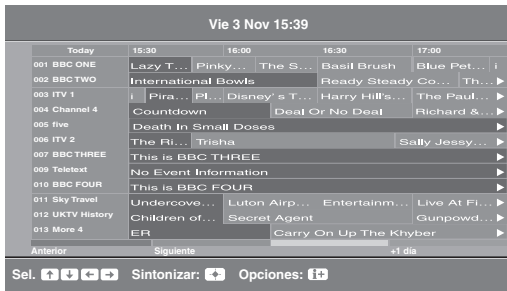 Vie 3 Nov 15:39
Today 15:30 16:00 16:30 17:00
001 BBC ONE Lazy T... Pinky... The S... Basil Brush Blue Pet... i
002 BBC TWO International Bowls Ready Steady Co... Th...
003 ITV 1 i Pira... Pl... Disney's T... Harry Hill's... The Paul...
004 Channel 4 Countdown Deal Or No Deal Richard &...
005 five Death In Small Doses
006 ITV 2 The Ri... Trisha Sally Jessy...
007 BBC THREE This is BBC THREE
009 Teletext No Event Information
010 BBC FOUR This is BBC FOUR
011 Sky Travel Undercove... Luton Airp... Entertainm... Live At Fi...
012 UKTV History Children of... Secret Agent Gunpowd...
013 More 4 ER Carry On Up The Khyber
Anterior Siguiente +1 día
Sel. Sintonizar: Opciones: i+